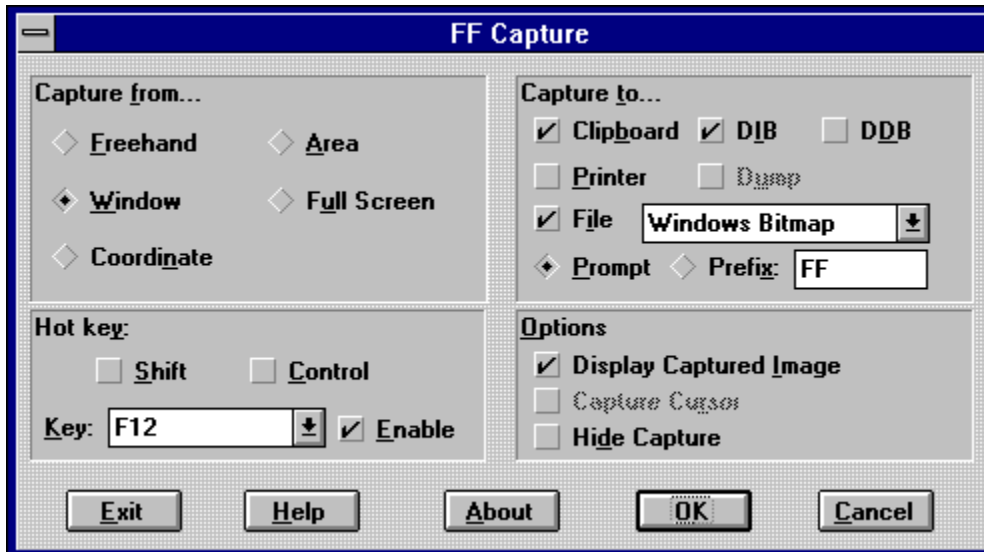 FF Capture
Capture from...
Freehand Area
Window Full Screen
Coordinate
Capture to...
Clipboard DIB DDB
Printer Dump
File Windows Bitmap
Prompt Prefix: FF
Hot key:
Shift Control
Key: F12 Enable
Options
Display Captured Image
Capture Cursor
Hide Capture
Exit Help About OK Cancel